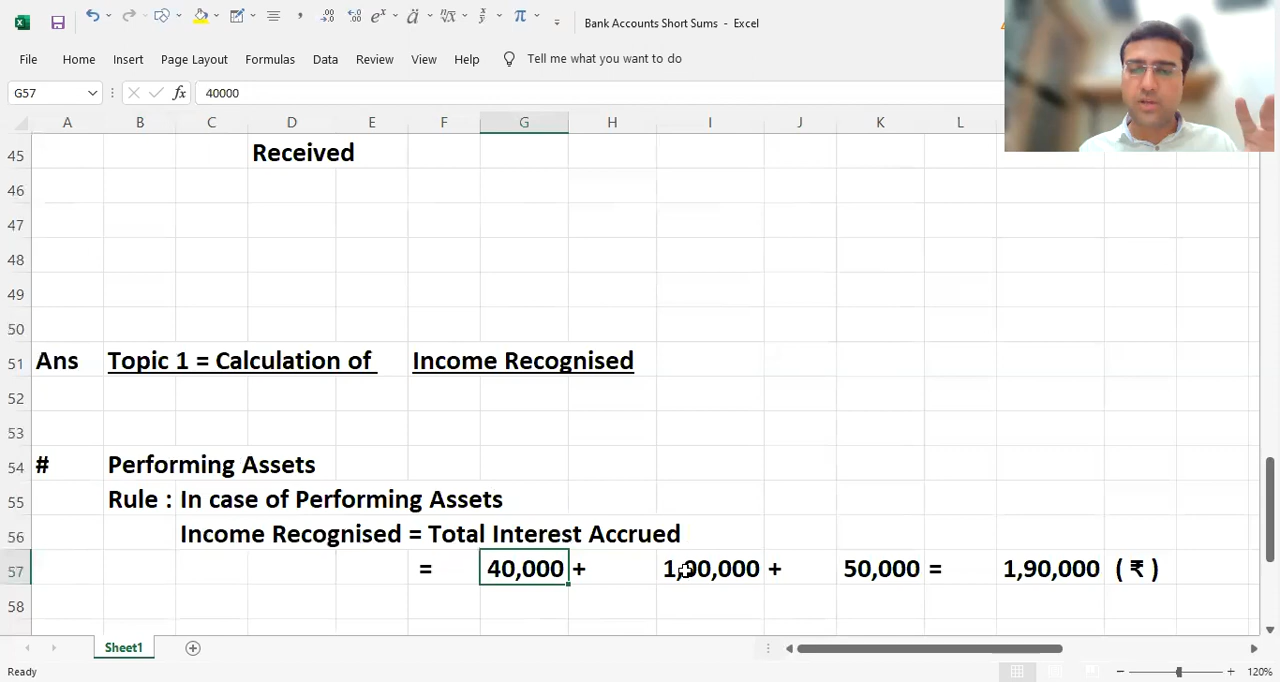 Bank Accounts Short Sums - Excel
File Home Insert Page Layout Formulas Data Review View Help Tell me what you want to do
G57 fx 40000
A B C D E F G H I J K L
45 Received
46
47
48
49
50
51 Ans Topic 1 = Calculation of Income Recognised
52
53
54 # Performing Assets
55 Rule : In case of Performing Assets
56 Income Recognised = Total Interest Accrued
57 = 40,000 + 1,00,000 + 50,000 = 1,90,000 ( ₹ )
58
Sheet1
Ready 120%